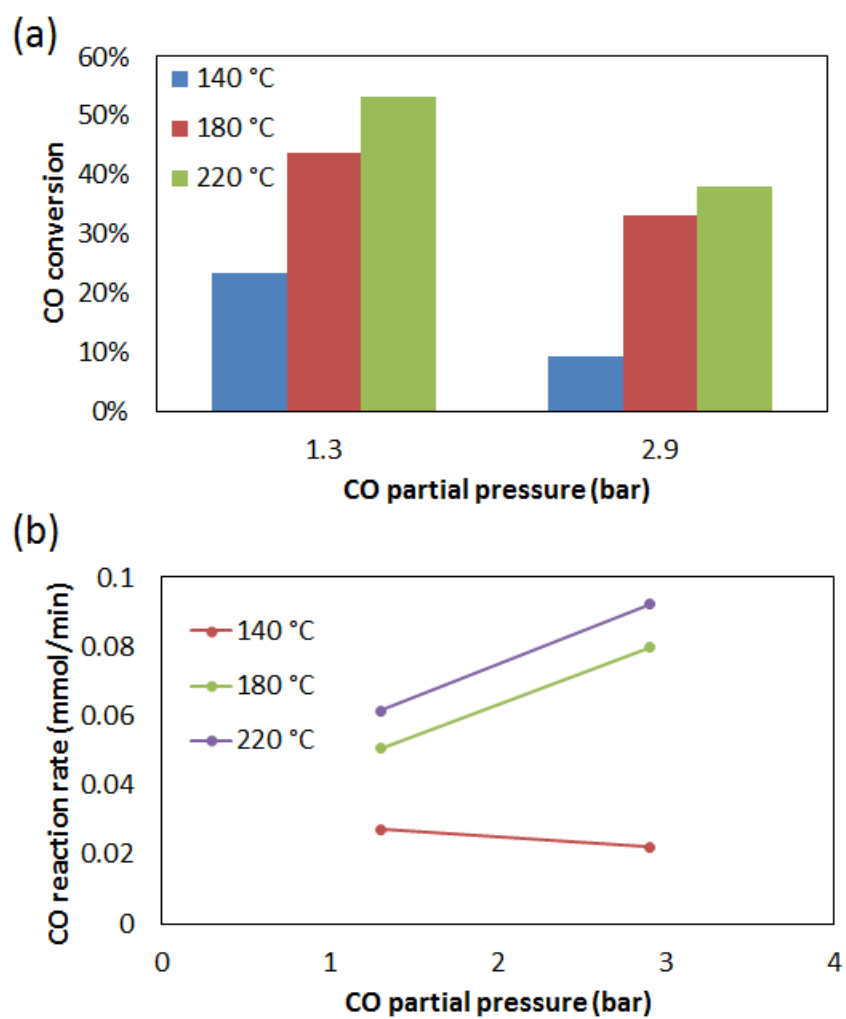 (a)
60%
50%
40%
30%
20%
10%
0%
CO conversion
140 °C
180 °C
220 °C
1.3 2.9
CO partial pressure (bar)
(b)
0.1
0.08
0.06
0.04
0.02
0
CO reaction rate (mmol/min)
140 °C
180 °C
220 °C
0 1 2 3 4
CO partial pressure (bar)